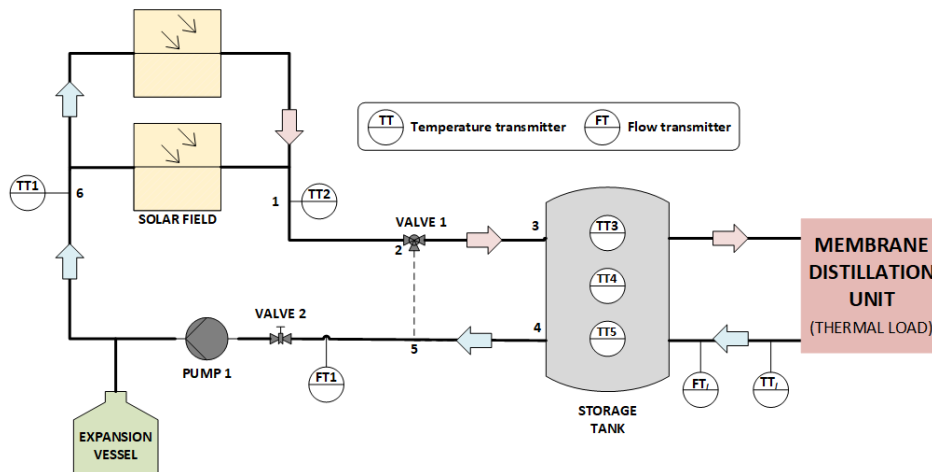 TT
Temperature transmitter
FT
Flow transmitter
TT1
6
SOLAR FIELD
1
TT2
VALVE 1
2
3
TT3
TT4
TT5
4
MEMBRANE
DISTILLATION
UNIT
(THERMAL LOAD)
VALVE 2
5
PUMP 1
FT1
FTl
TTl
STORAGE
TANK
EXPANSION
VESSEL